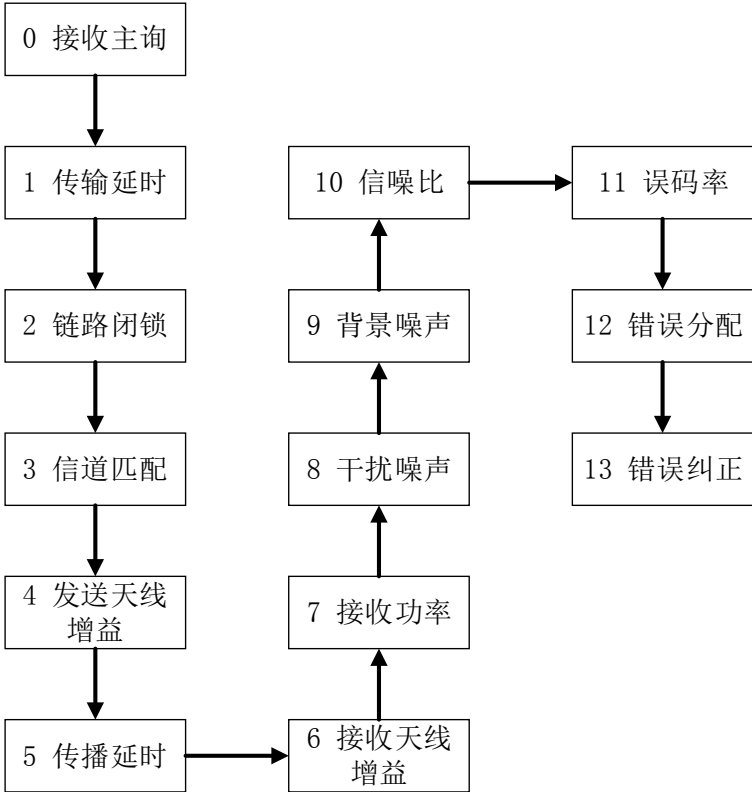 0 接收主询
1 传输延时
2 链路闭锁
3 信道匹配
4 发送天线
增益
5 传播延时
6 接收天线
增益
7 接收功率
8 干扰噪声
9 背景噪声
10 信噪比
11 误码率
12 错误分配
13 错误纠正